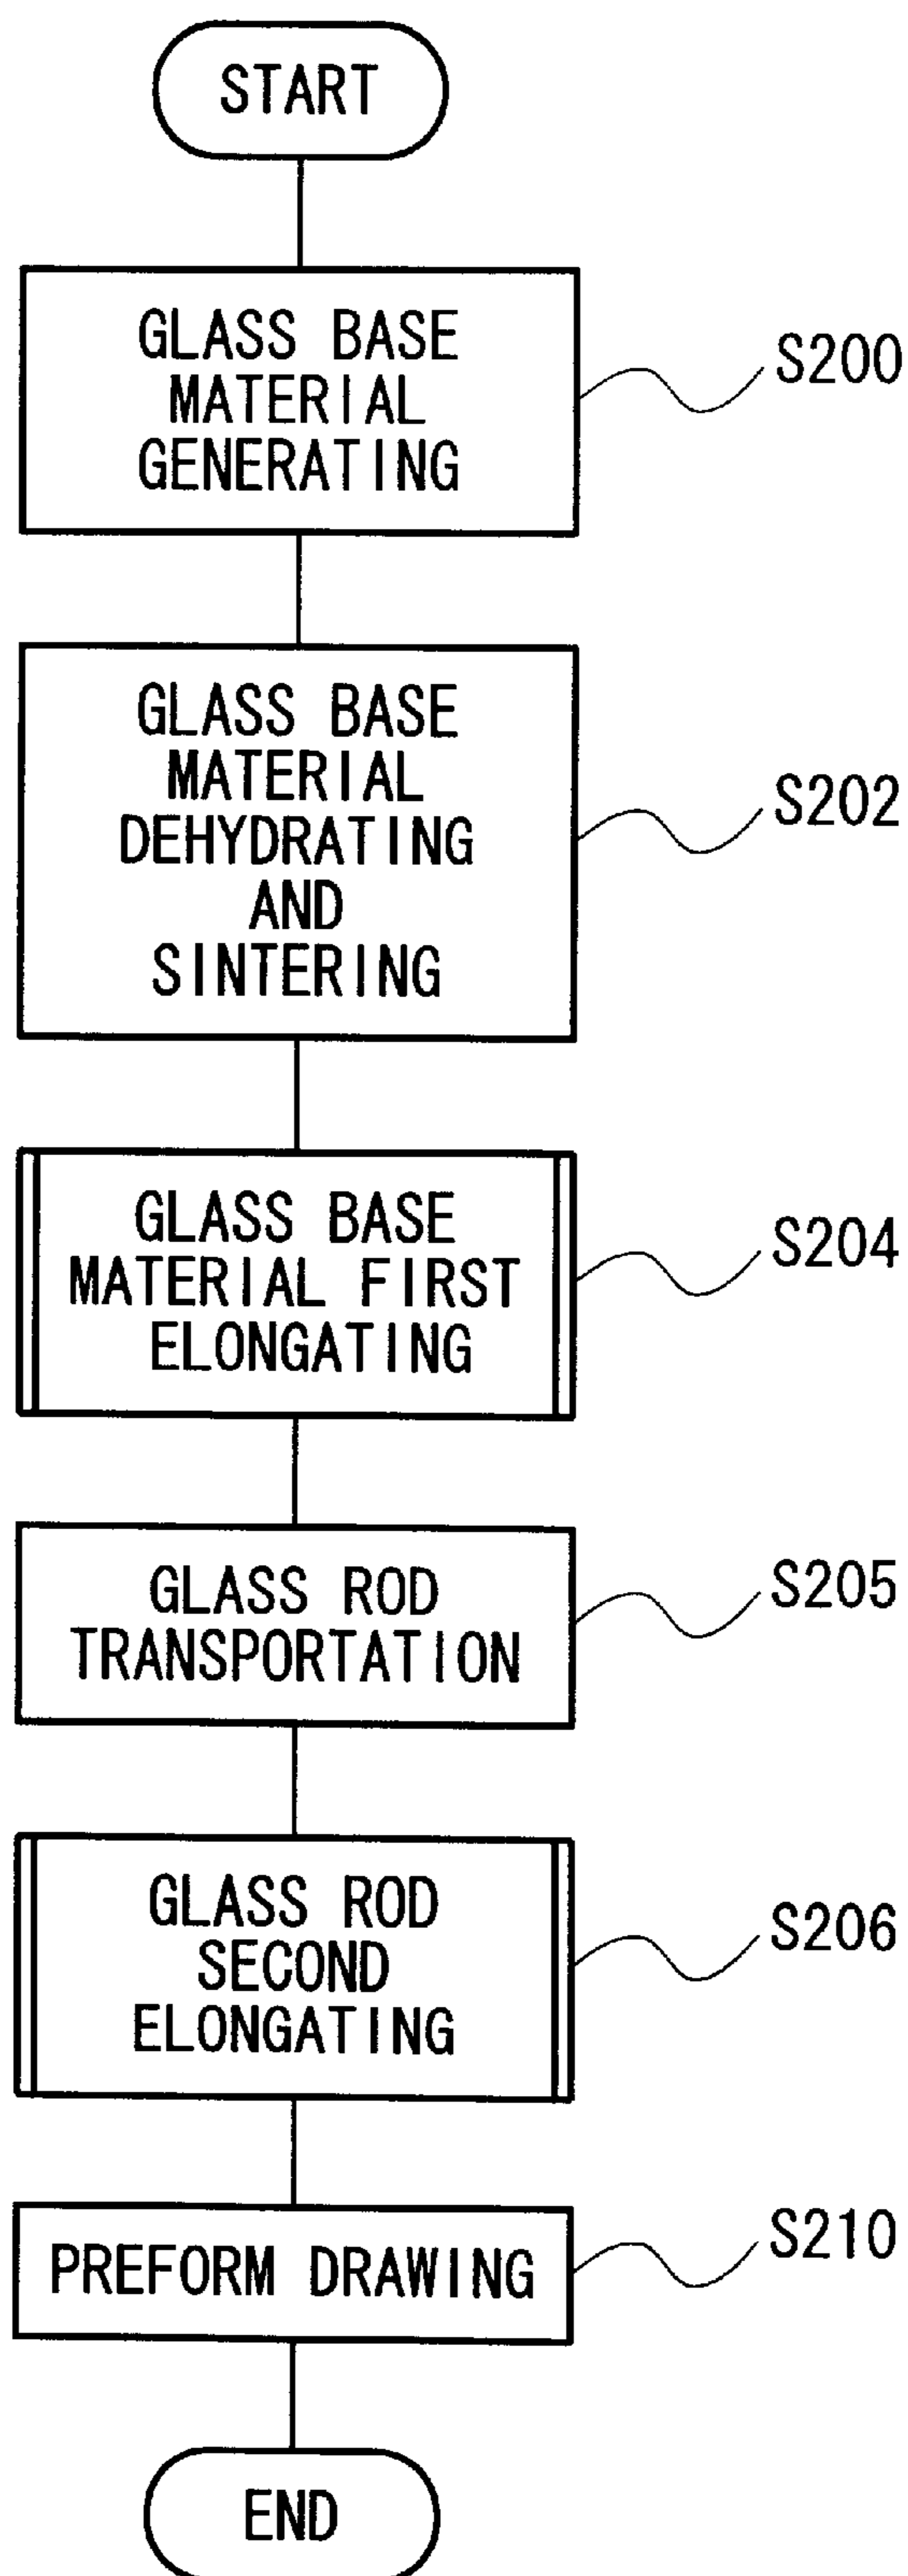 START
GLASS BASE
MATERIAL
GENERATING
S200
GLASS BASE
MATERIAL
DEHYDRATING
AND
SINTERING
S202
GLASS BASE
MATERIAL FIRST
ELONGATING
S204
GLASS ROD
TRANSPORTATION
S205
GLASS ROD
SECOND
ELONGATING
S206
PREFORM DRAWING
S210
END